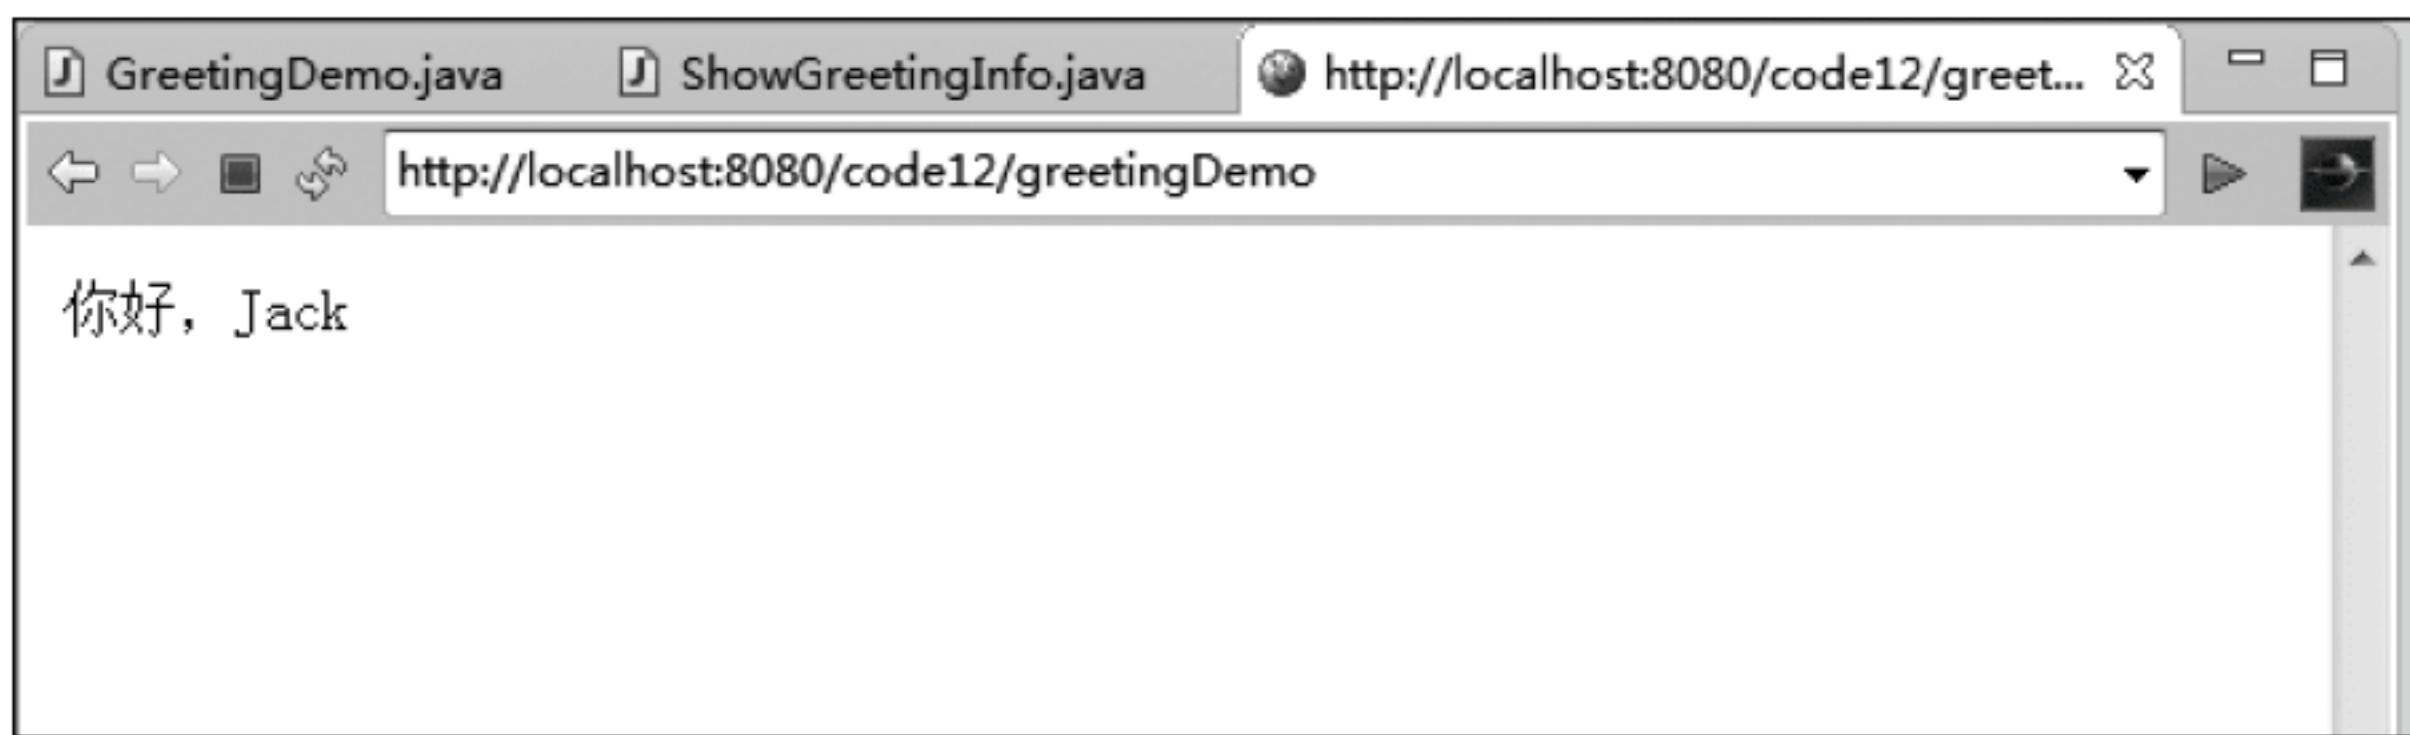 GreetingDemo.java ShowGreetingInfo.java http://localhost:8080/code12/greet...
http://localhost:8080/code12/greetingDemo
你好，Jack